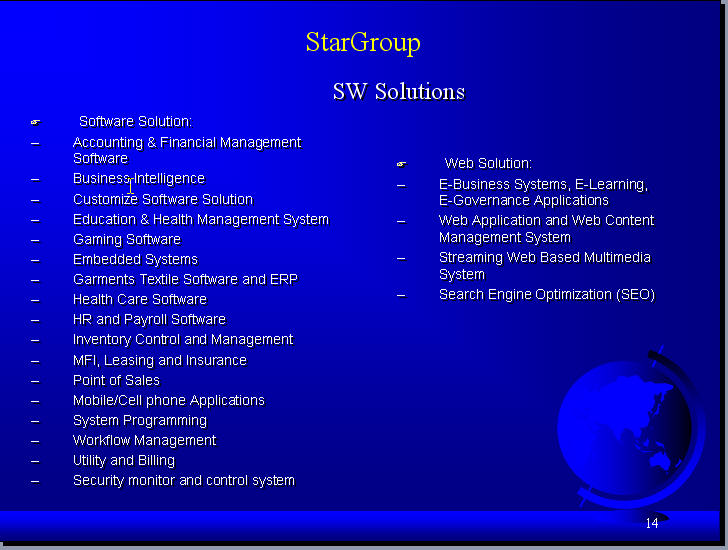 StarGroup
SW Solutions
☞ Software Solution:
– Accounting & Financial Management
Software
– Business Intelligence
– Customize Software Solution
– Education & Health Management System
– Gaming Software
– Embedded Systems
– Garments Textile Software and ERP
– Health Care Software
– HR and Payroll Software
– Inventory Control and Management
– MFI, Leasing and Insurance
– Point of Sales
– Mobile/Cell phone Applications
– System Programming
– Workflow Management
– Utility and Billing
– Security monitor and control system
☞ Web Solution:
– E-Business Systems, E-Learning,
E-Governance Applications
– Web Application and Web Content
Management System
– Streaming Web Based Multimedia
System
– Search Engine Optimization (SEO)
14